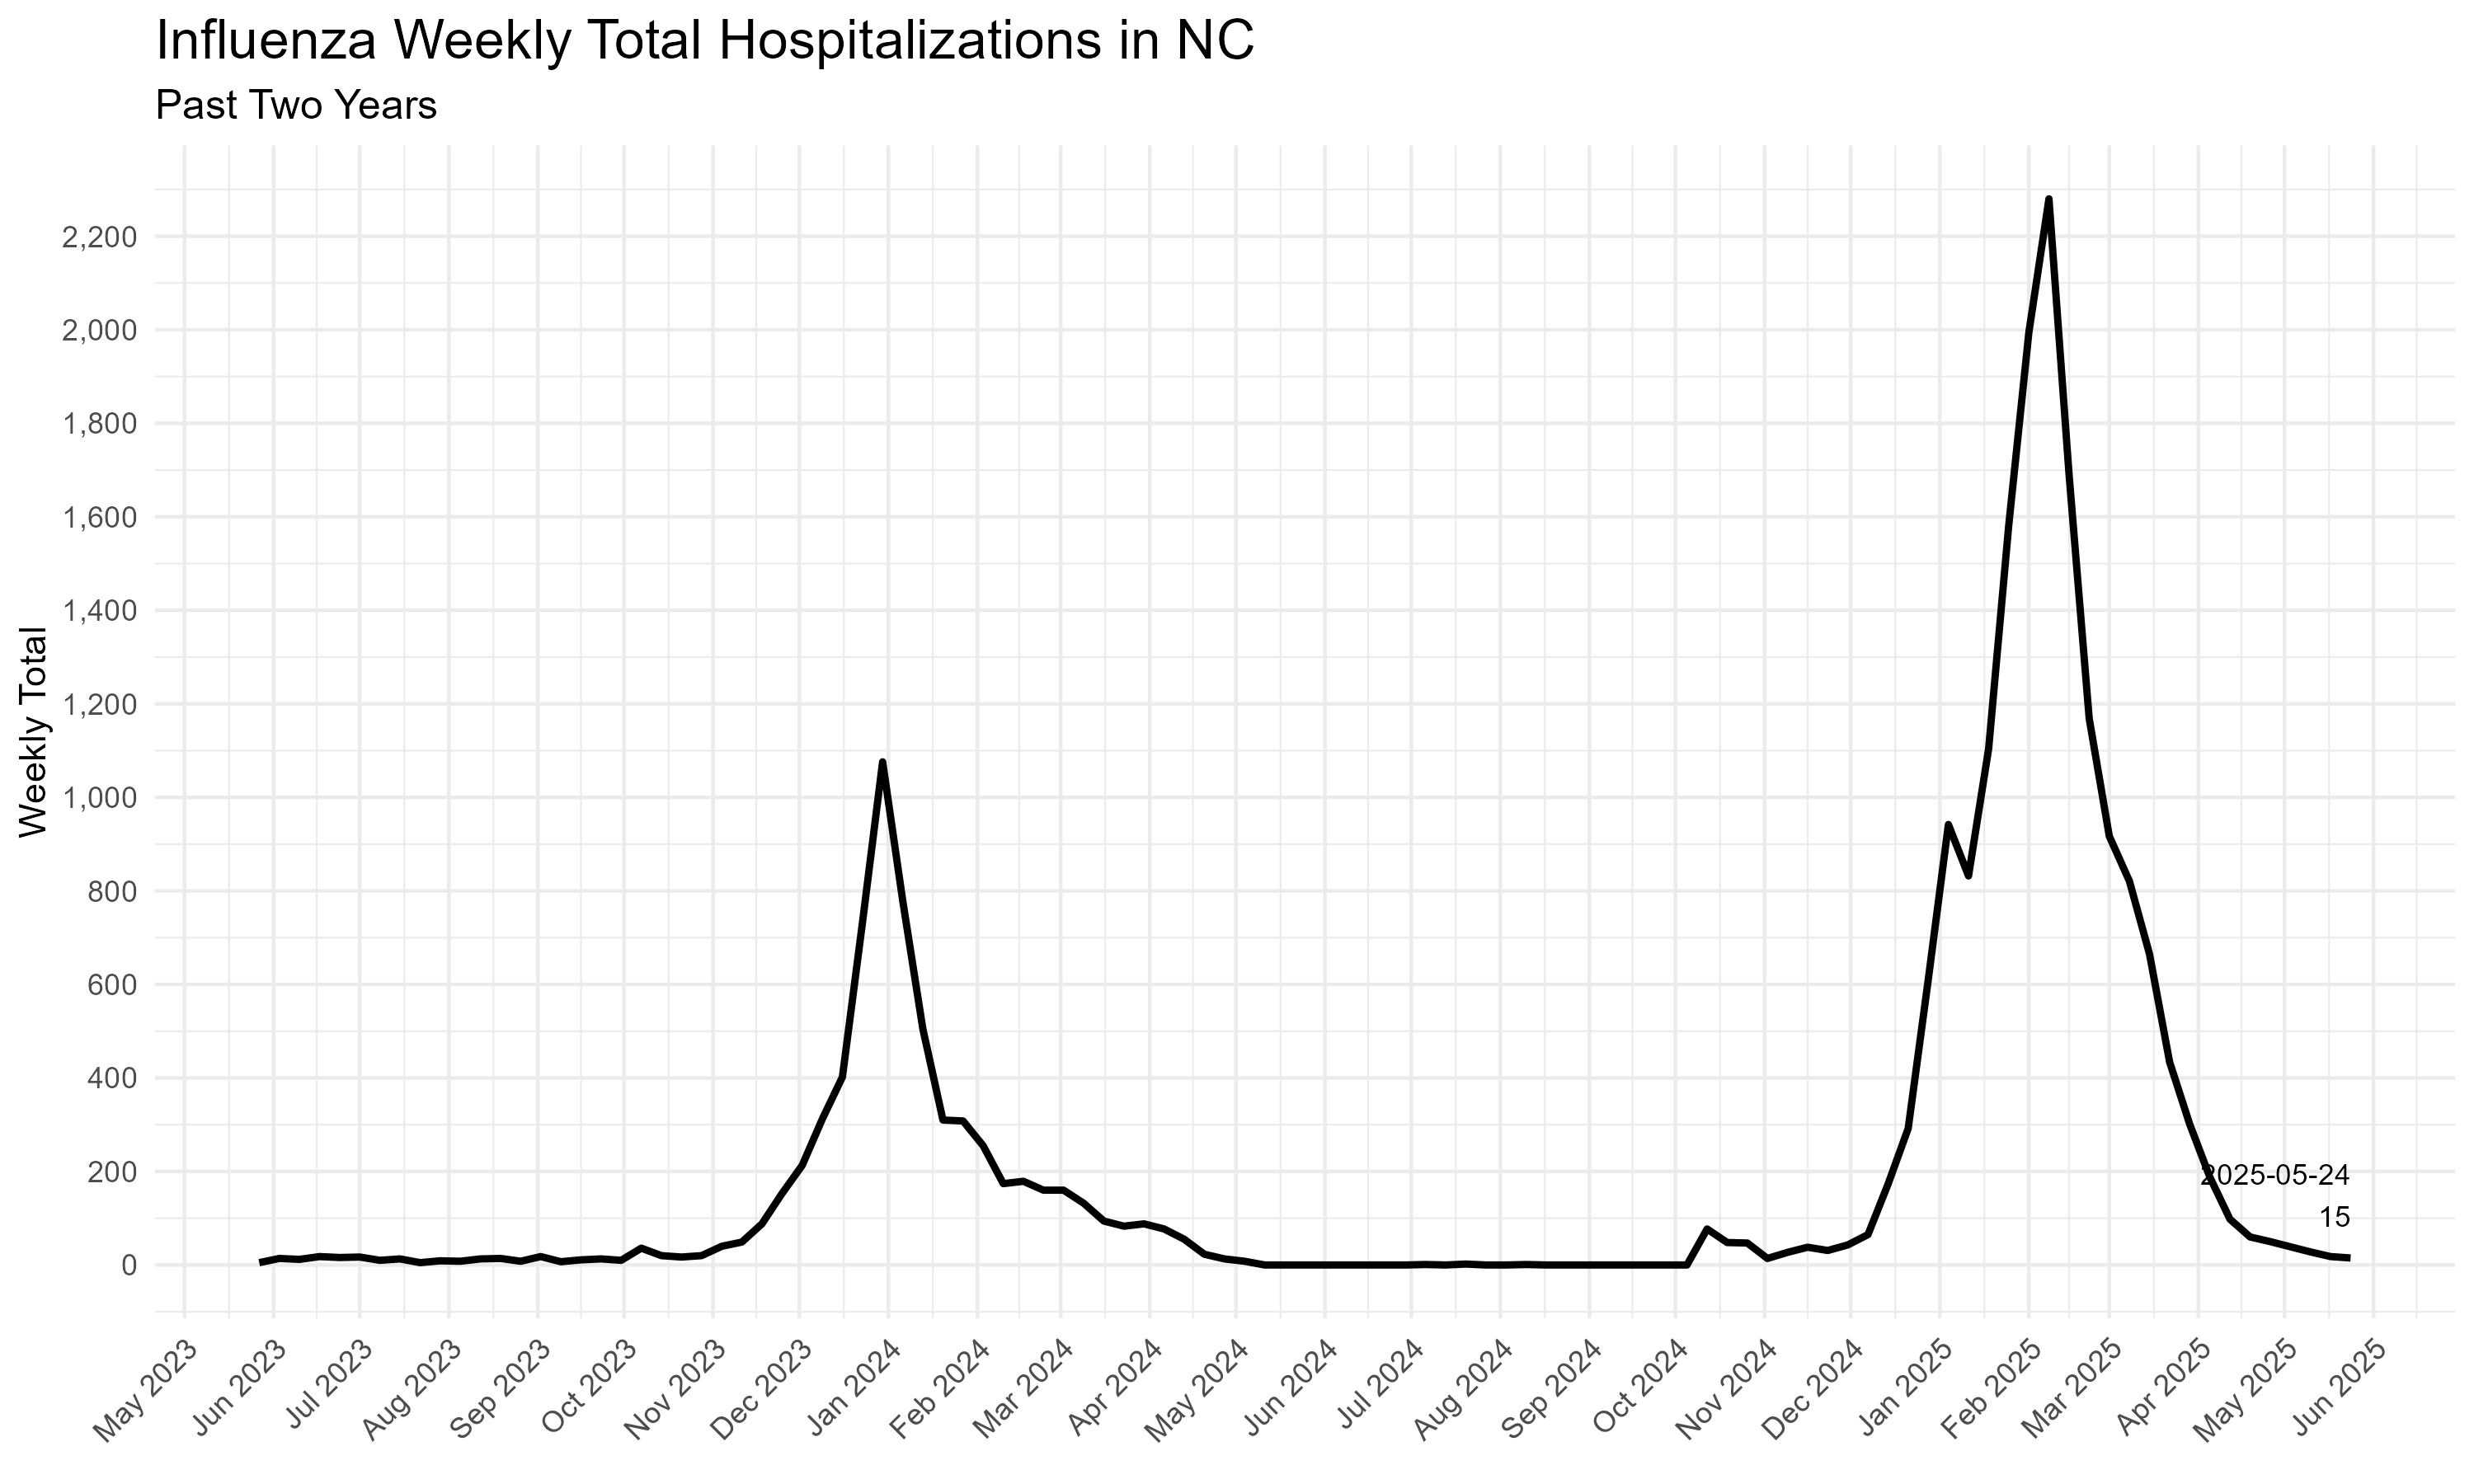 Influenza Weekly Total Hospitalizations in NC
Past Two Years
Weekly Total
2,200
2,000
1,800
1,600
1,400
1,200
1,000
800
600
400
200
0
2025-05-24
15
May 2023
Jun 2023
Jul 2023
Aug 2023
Sep 2023
Oct 2023
Nov 2023
Dec 2023
Jan 2024
Feb 2024
Mar 2024
Apr 2024
May 2024
Jun 2024
Jul 2024
Aug 2024
Sep 2024
Oct 2024
Nov 2024
Dec 2024
Jan 2025
Feb 2025
Mar 2025
Apr 2025
May 2025
Jun 2025